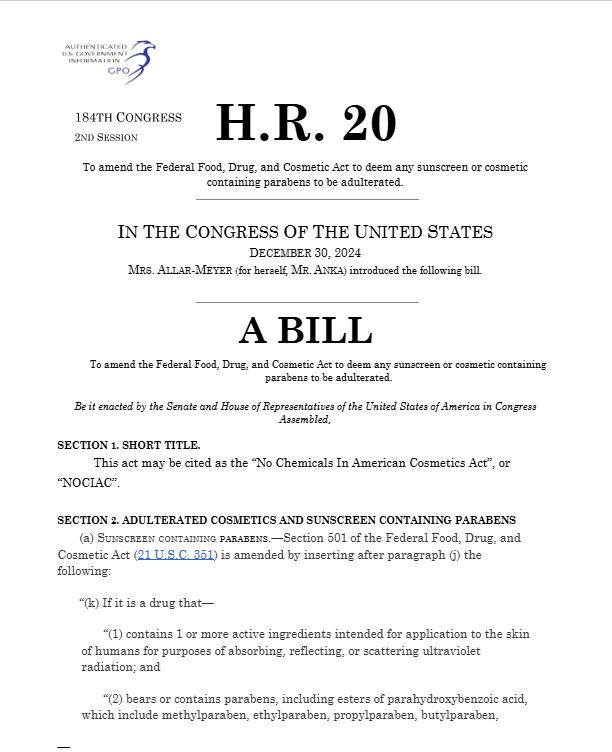 AUTHENTICATED
U.S. GOVERNMENT
INFORMATION
GPO
184TH CONGRESS
2ND SESSION
H.R. 20
To amend the Federal Food, Drug, and Cosmetic Act to deem any sunscreen or cosmetic
containing parabens to be adulterated.
IN THE CONGRESS OF THE UNITED STATES
DECEMBER 30, 2024
MRS. ALLAR-MEYER (for herself, MR. ANKA) introduced the following bill.
A BILL
To amend the Federal Food, Drug, and Cosmetic Act to deem any sunscreen or cosmetic containing
parabens to be adulterated.
Be it enacted by the Senate and House of Representatives of the United States of America in Congress
Assembled,
SECTION 1. SHORT TITLE.
This act may be cited as the “No Chemicals In American Cosmetics Act”, or
“NOCIAC”.
SECTION 2. ADULTERATED COSMETICS AND SUNSCREEN CONTAINING PARABENS
(a) SUNSCREEN CONTAINING PARABENS.—Section 501 of the Federal Food, Drug, and
Cosmetic Act (21 U.S.C. 351) is amended by inserting after paragraph (j) the
following:
“(k) If it is a drug that—
“(1) contains 1 or more active ingredients intended for application to the skin
of humans for purposes of absorbing, reflecting, or scattering ultraviolet
radiation; and
“(2) bears or contains parabens, including esters of parahydroxybenzoic acid,
which include methylparaben, ethylparaben, propylparaben, butylparaben,